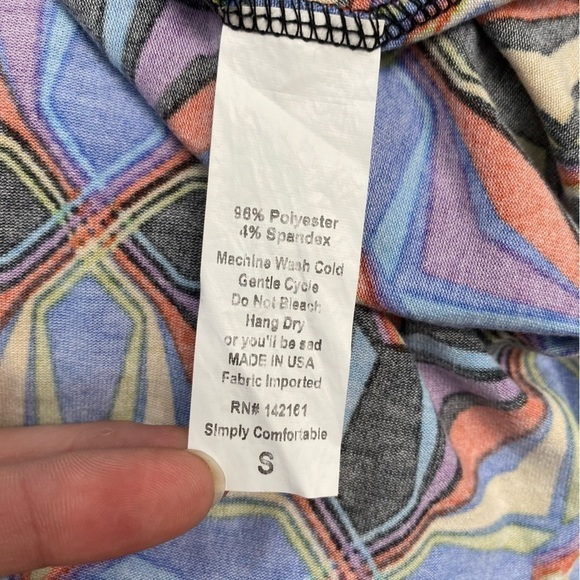 96% Polyester
4% Spandex
Machine Wash Cold
Gentle Cycle
Do Not Bleach
Hang Dry
or you'll be sad
MADE IN USA
Fabric Imported
RN# 142161
Simply Comfortable
S